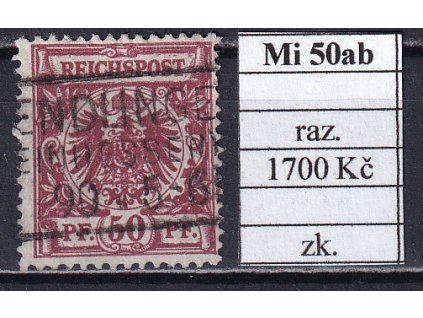 REICHSPOST
PF. 50 PF.
Mi 50ab
raz.
1700 Kč
zk.